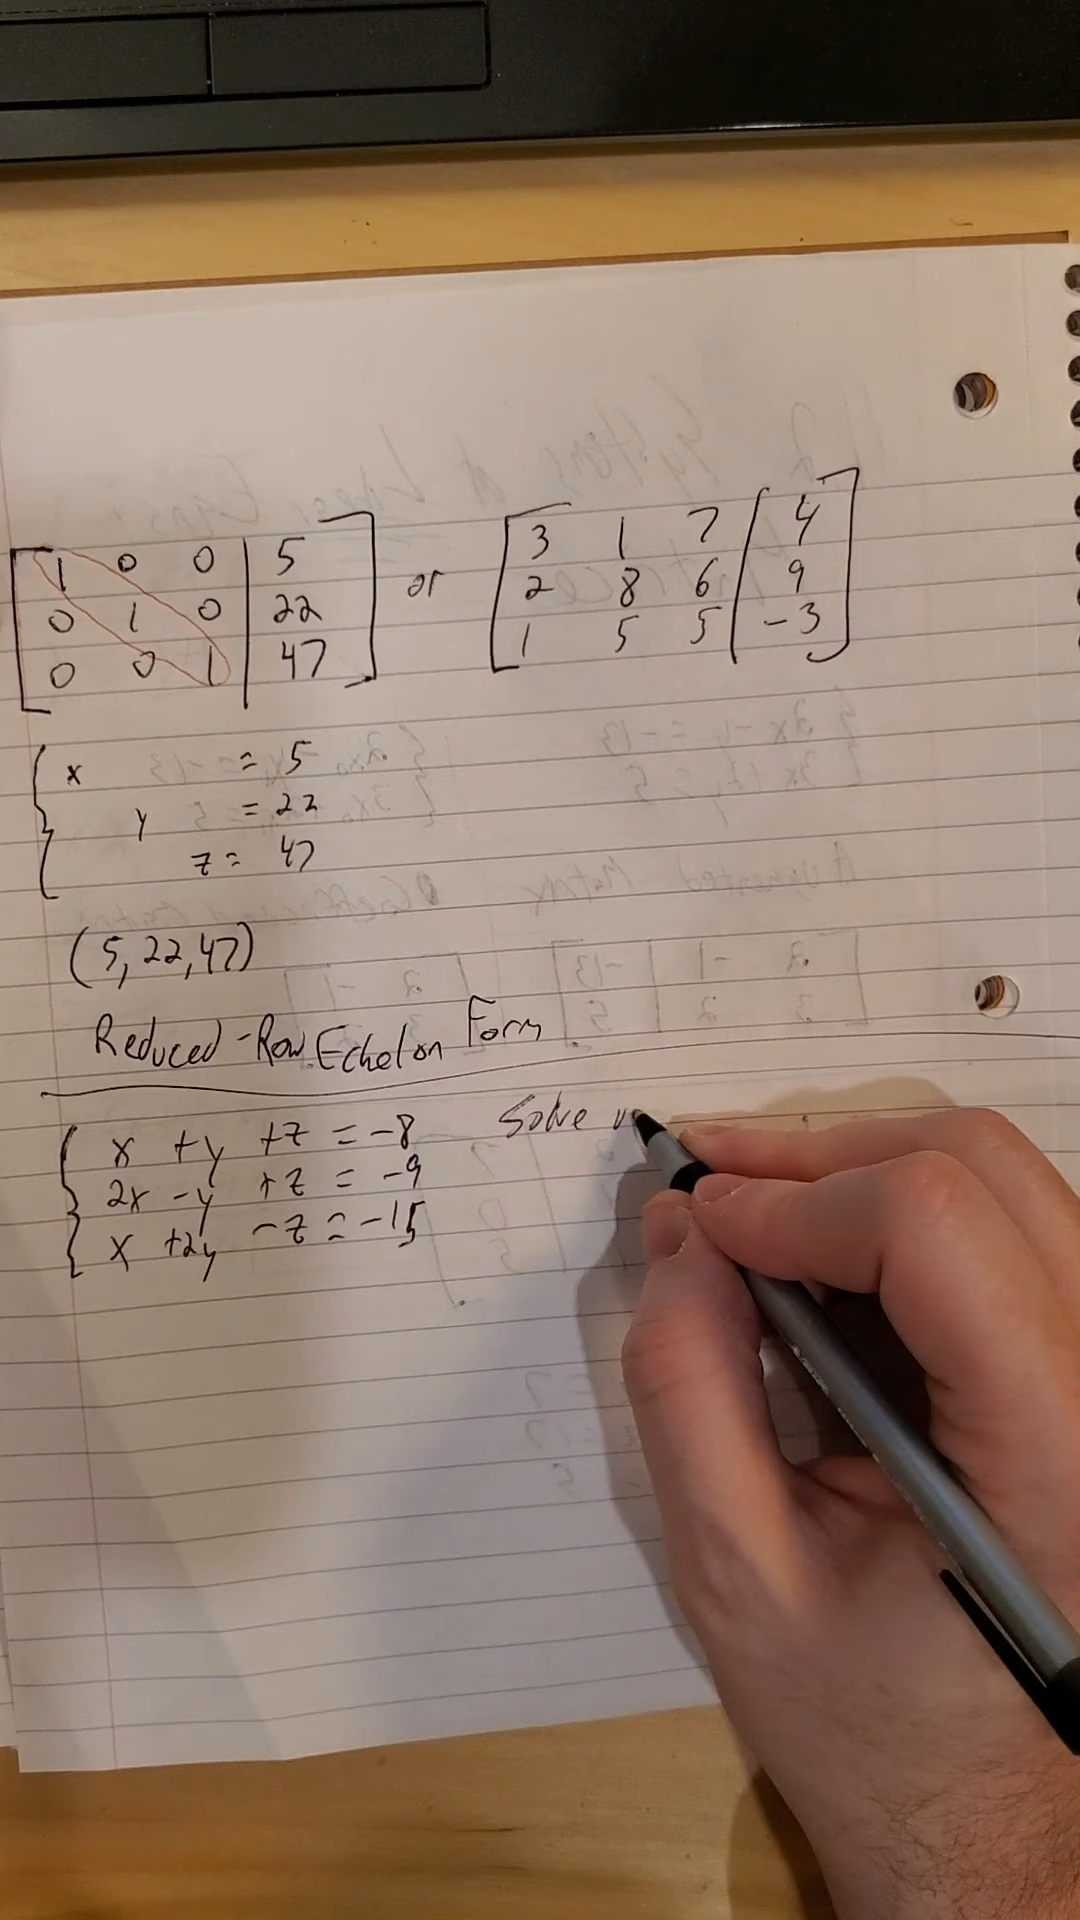 1 0 0 | 5 or 3 1 7 | 4
0 1 0 | 22 2 8 6 | 9
0 0 1 | 47 1 5 5 | -3
x = 5
y = 22
z = 47
(5, 22, 47)
Reduced-Row Echelon Form
x + y + z = -8 Solve
2x - y + z = -9
x + 2y - z = -15